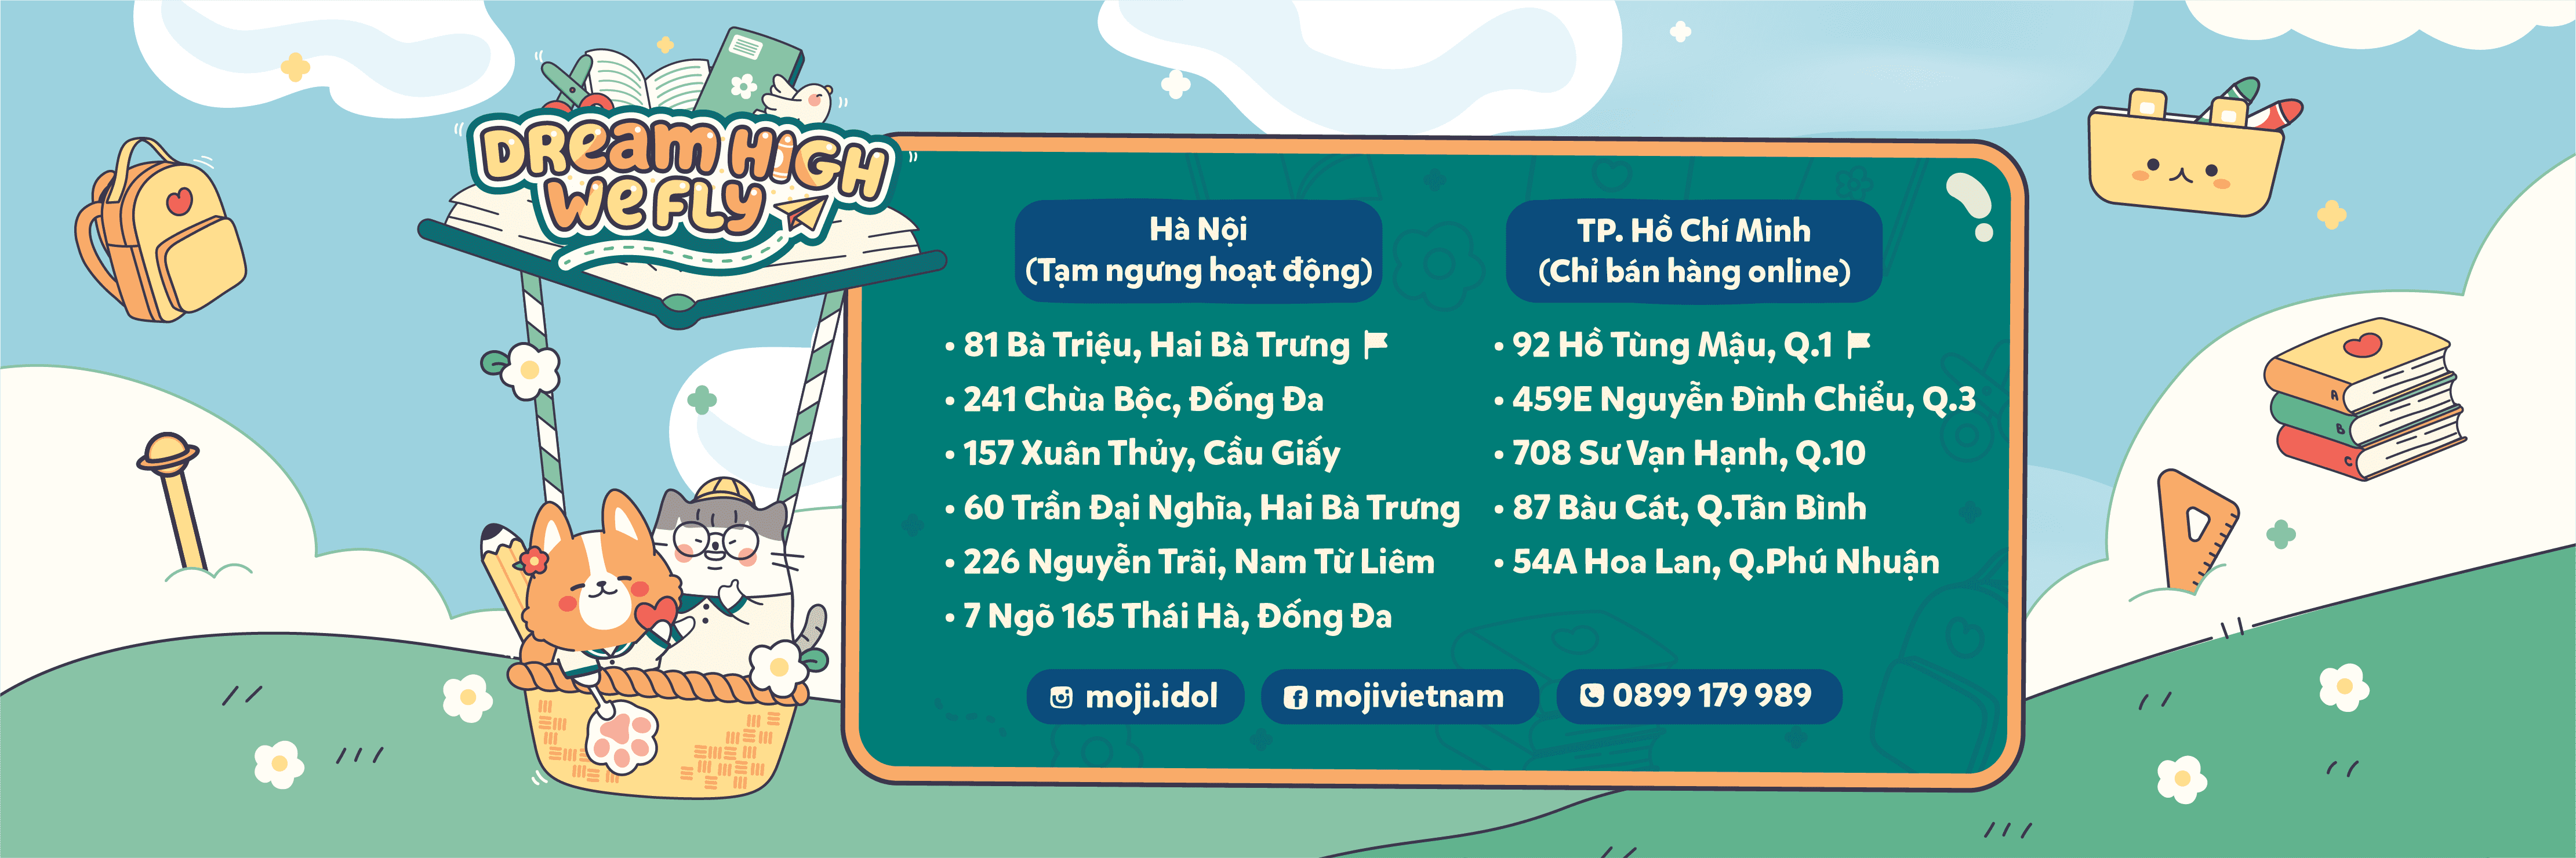 DReam HIGH
We FLy
Hà Nội
(Tạm ngưng hoạt động)
• 81 Bà Triệu, Hai Bà Trưng
• 241 Chùa Bộc, Đống Đa
• 157 Xuân Thủy, Cầu Giấy
• 60 Trần Đại Nghĩa, Hai Bà Trưng
• 226 Nguyễn Trãi, Nam Từ Liêm
• 7 Ngõ 165 Thái Hà, Đống Đa
TP. Hồ Chí Minh
(Chỉ bán hàng online)
• 92 Hồ Tùng Mậu, Q.1
• 459E Nguyễn Đình Chiểu, Q.3
• 708 Sư Vạn Hạnh, Q.10
• 87 Bàu Cát, Q.Tân Bình
• 54A Hoa Lan, Q.Phú Nhuận
moji.idol
mojivietnam
0899 179 989
A
B
C